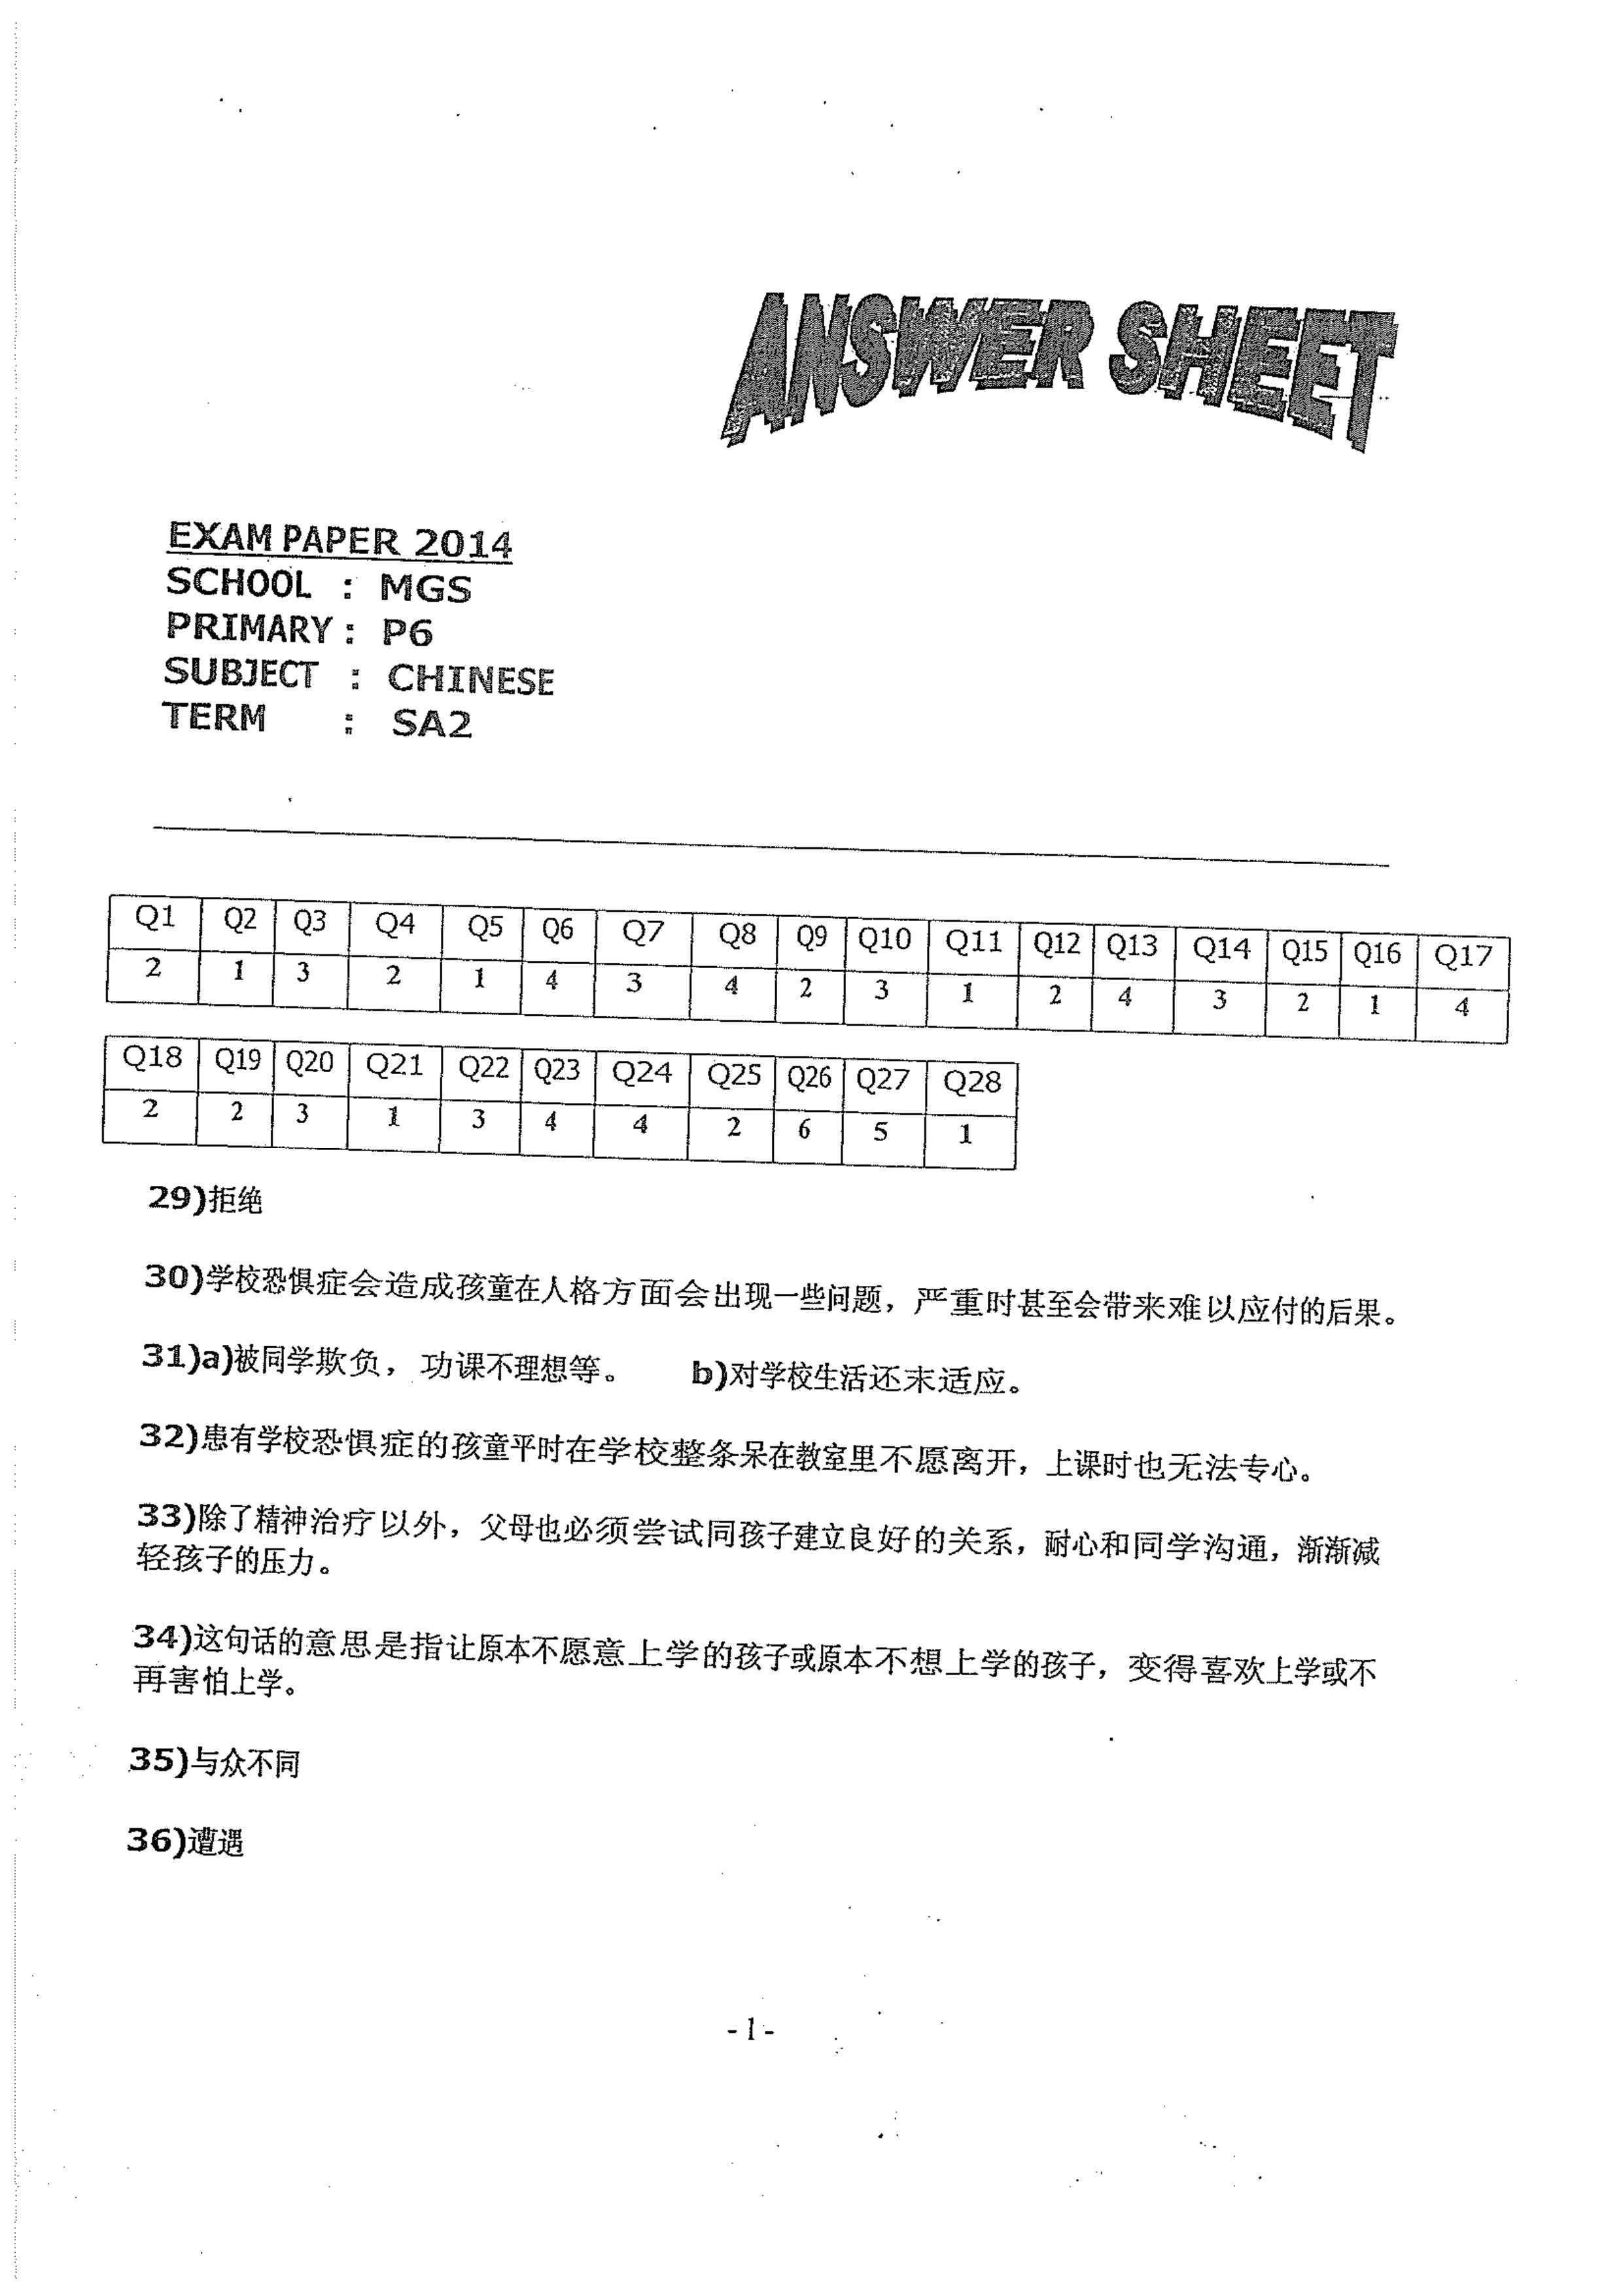 ANSWER SHEET
EXAM PAPER 2014
SCHOOL : MGS
PRIMARY : P6
SUBJECT : CHINESE
TERM : SA2
Q1 Q2 Q3 Q4 Q5 Q6 Q7 Q8 Q9 Q10 Q11 Q12 Q13 Q14 Q15 Q16 Q17
2 1 3 2 1 4 3 4 2 3 1 2 4 3 2 1 4
Q18 Q19 Q20 Q21 Q22 Q23 Q24 Q25 Q26 Q27 Q28
2 2 3 1 3 4 4 2 6 5 1
29)拒绝
30)学校恐惧症会造成孩童在人格方面会出现一些问题，严重时甚至会带来难以应付的后果。
31)a)被同学欺负，功课不理想等。 b)对学校生活还末适应。
32)患有学校恐惧症的孩童平时在学校整条呆在教室里不愿离开，上课时也无法专心。
33)除了精神治疗以外，父母也必须尝试同孩子建立良好的关系，耐心和同学沟通，渐渐减
轻孩子的压力。
34)这句话的意思是指让原本不愿意上学的孩子或原本不想上学的孩子，变得喜欢上学或不
再害怕上学。
35)与众不同
36)遭遇
- 1 -